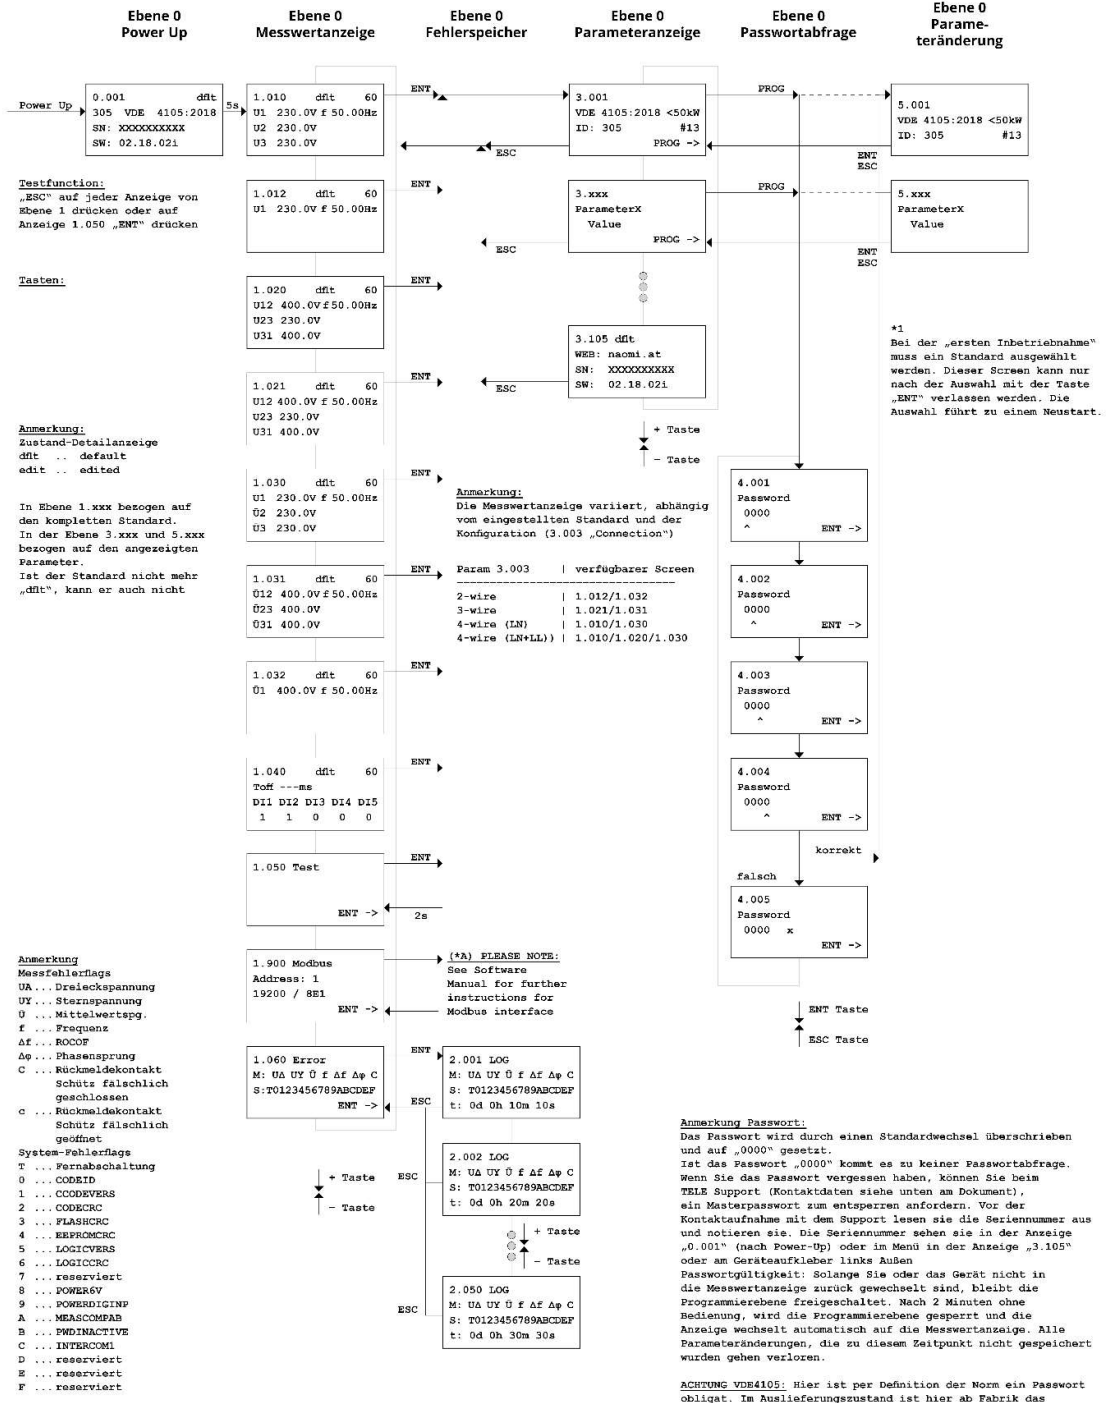 Ebene 0
Power Up
Ebene 0
Messwertanzeige
Ebene 0
Fehlerspeicher
Ebene 0
Parameteranzeige
Ebene 0
Passwortabfrage
Ebene 0
Parame-
teränderung
Power Up
0.001 dflt
305 VDE 4105:2018
SN: XXXXXXXXXX
SW: 02.18.02i
5s
1.010 dflt 60
U1 230.0V f 50.00Hz
U2 230.0V
U3 230.0V
ENT
ESC
3.001
VDE 4105:2018 <50kW
ID: 305 #13
PROG ->
PROG
5.001
VDE 4105:2018 <50kW
ID: 305 #13
ENT
ESC
Testfunction:
„ESC“ auf jeder Anzeige von
Ebene 1 drücken oder auf
Anzeige 1.050 „ENT“ drücken
1.012 dflt 60
U1 230.0V f 50.00Hz
ENT
ESC
3.xxx
ParameterX
Value
PROG ->
PROG
5.xxx
ParameterX
Value
ENT
ESC
Tasten:
1.020 dflt 60
U12 400.0V f 50.00Hz
U23 230.0V
U31 400.0V
ENT
3.105 dflt
WEB: naomi.at
SN: XXXXXXXXXX
SW: 02.18.02i
ESC
*1
Bei der „ersten Inbetriebnahme“
muss ein Standard ausgewählt
werden. Dieser Screen kann nur
nach der Auswahl mit der Taste
„ENT“ verlassen werden. Die
Auswahl führt zu einem Neustart.
1.021 dflt 60
U12 400.0V f 50.00Hz
U23 230.0V
U31 400.0V
ENT
+ Taste
- Taste
Anmerkung:
Zustand-Detailanzeige
dflt .. default
edit .. edited
In Ebene 1.xxx bezogen auf
den kompletten Standard.
In der Ebene 3.xxx und 5.xxx
bezogen auf den angezeigten
Parameter.
Ist der Standard nicht mehr
„dflt“, kann er auch nicht
1.030 dflt 60
Ū1 230.0V f 50.00Hz
Ū2 230.0V
Ū3 230.0V
ENT
Anmerkung:
Die Messwertanzeige variiert, abhängig
vom eingestellten Standard und der
Konfiguration (3.003 „Connection“)
Param 3.003 | verfügbarer Screen
--------------------------------
2-wire | 1.012/1.032
3-wire | 1.021/1.031
4-wire (LN) | 1.010/1.030
4-wire (LN+LL)) | 1.010/1.020/1.030
1.031 dflt 60
Ū12 400.0V f 50.00Hz
Ū23 400.0V
Ū31 400.0V
ENT
1.032 dflt 60
Ū1 400.0V f 50.00Hz
ENT
1.040 dflt 60
Toff ---ms
DI1 DI2 DI3 DI4 DI5
1 1 0 0 0
ENT
1.050 Test
ENT ->
ENT
2s
4.001
Password
0000
^ ENT ->
4.002
Password
0000
^ ENT ->
4.003
Password
0000
^ ENT ->
4.004
Password
0000
^ ENT ->
korrekt
falsch
4.005
Password
0000 x
ENT ->
ENT Taste
ESC Taste
1.900 Modbus
Address: 1
19200 / 8E1
ENT ->
(*A) PLEASE NOTE:
See Software
Manual for further
instructions for
Modbus interface
1.060 Error
M: UΔ UY Ū f Δf Δφ C
S:T0123456789ABCDEF
ENT ->
ENT
ESC
2.001 LOG
M: UΔ UY Ū f Δf Δφ C
S: T0123456789ABCDEF
t: 0d 0h 10m 10s
2.002 LOG
M: UΔ UY Ū f Δf Δφ C
S: T0123456789ABCDEF
t: 0d 0h 20m 20s
ESC
+ Taste
- Taste
+ Taste
- Taste
2.050 LOG
M: UΔ UY Ū f Δf Δφ C
S: T0123456789ABCDEF
t: 0d 0h 30m 30s
ESC
Anmerkung
Messfehlerflags
UA ... Dreieckspannung
UY ... Sternspannung
Ū ... Mittelwertspg.
f ... Frequenz
Δf ... ROCOF
Δφ ... Phasensprung
C ... Rückmeldekontakt
Schütz fälschlich
geschlossen
c ... Rückmeldekontakt
Schütz fälschlich
geöffnet
System-Fehlerflags
T ... Fernabschaltung
0 ... CODEID
1 ... CCODEVERS
2 ... CODECRC
3 ... FLASHCRC
4 ... EEPROMCRC
5 ... LOGICVERS
6 ... LOGICCRC
7 ... reserviert
8 ... POWER6V
9 ... POWERDIGINP
A ... MEASCOMPAB
B ... PWDINACTIVE
C ... INTERCOM1
D ... reserviert
E ... reserviert
F ... reserviert
Anmerkung Passwort:
Das Passwort wird durch einen Standardwechsel überschrieben
und auf „0000“ gesetzt.
Ist das Passwort „0000“ kommt es zu keiner Passwortabfrage.
Wenn Sie das Passwort vergessen haben, können Sie beim
TELE Support (Kontaktdaten siehe unten am Dokument),
ein Masterpasswort zum entsperren anfordern. Vor der
Kontaktaufnahme mit dem Support lesen sie die Seriennummer aus
und notieren sie. Die Seriennummer sehen sie in der Anzeige
„0.001“ (nach Power-Up) oder im Menü in der Anzeige „3.105“
oder am Geräteaufkleber links Außen
Passwortgültigkeit: Solange Sie oder das Gerät nicht in
die Messwertanzeige zurück gewechselt sind, bleibt die
Programmierebene freigeschaltet. Nach 2 Minuten ohne
Bedienung, wird die Programmierebene gesperrt und die
Anzeige wechselt automatisch auf die Messwertanzeige. Alle
Parameteränderungen, die zu diesem Zeitpunkt nicht gespeichert
wurden gehen verloren.
ACHTUNG VDE4105: Hier ist per Definition der Norm ein Passwort
obligat. Im Auslieferungszustand ist hier ab Fabrik das